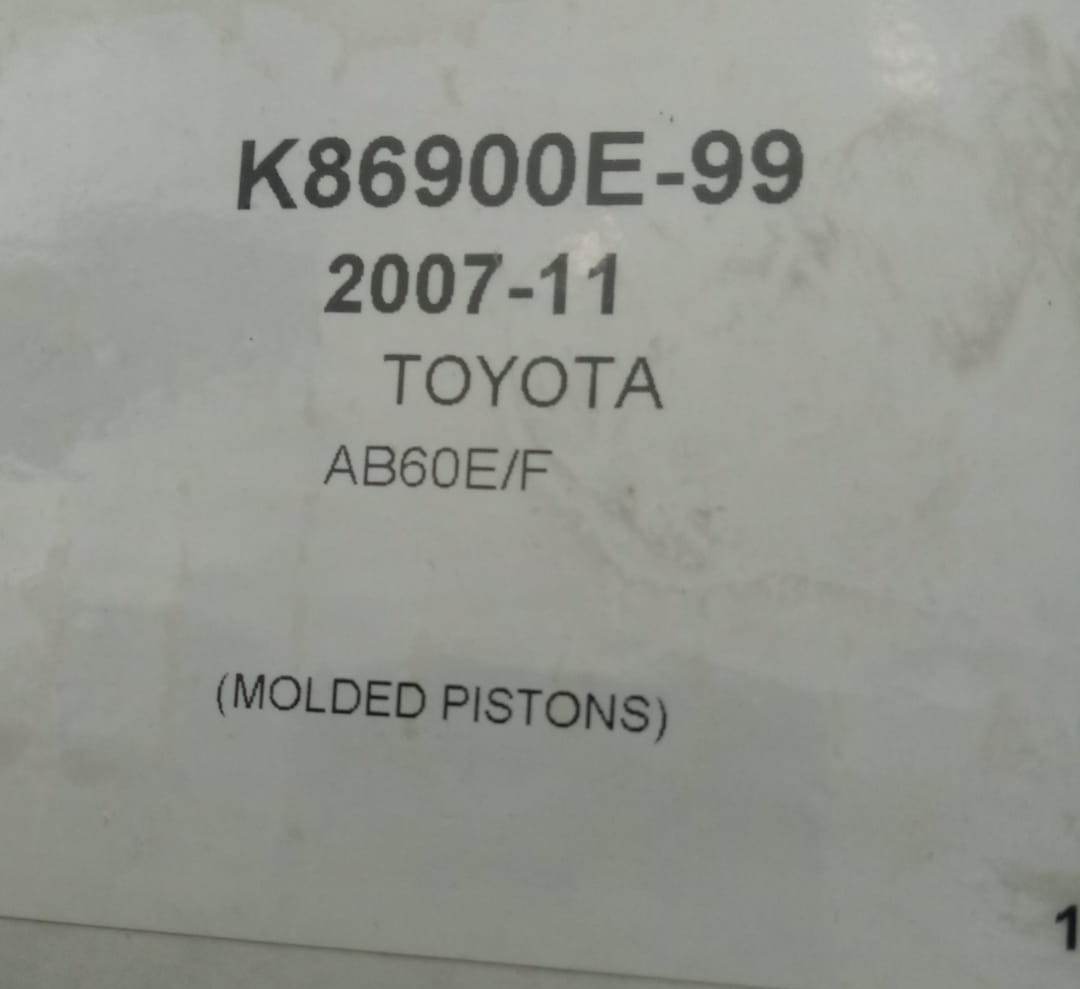 K86900E-99
2007-11
TOYOTA
AB60E/F
(MOLDED PISTONS)
1